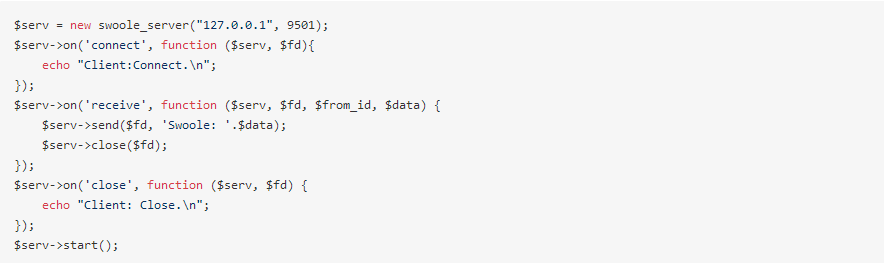 $serv = new swoole_server("127.0.0.1", 9501);
$serv->on('connect', function ($serv, $fd){
    echo "Client:Connect.\n";
});
$serv->on('receive', function ($serv, $fd, $from_id, $data) {
    $serv->send($fd, 'Swoole: '.$data);
    $serv->close($fd);
});
$serv->on('close', function ($serv, $fd) {
    echo "Client: Close.\n";
});
$serv->start();